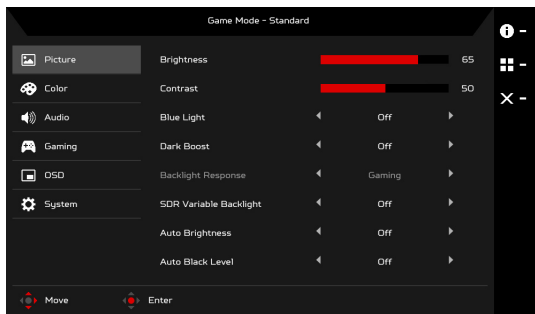 Game Mode - Standard
Picture
Brightness 65
Color
Contrast 50
Audio
Blue Light Off
Gaming
Dark Boost Off
OSD
Backlight Response Gaming
System
SDR Variable Backlight Off
Auto Brightness Off
Auto Black Level Off
Move Enter